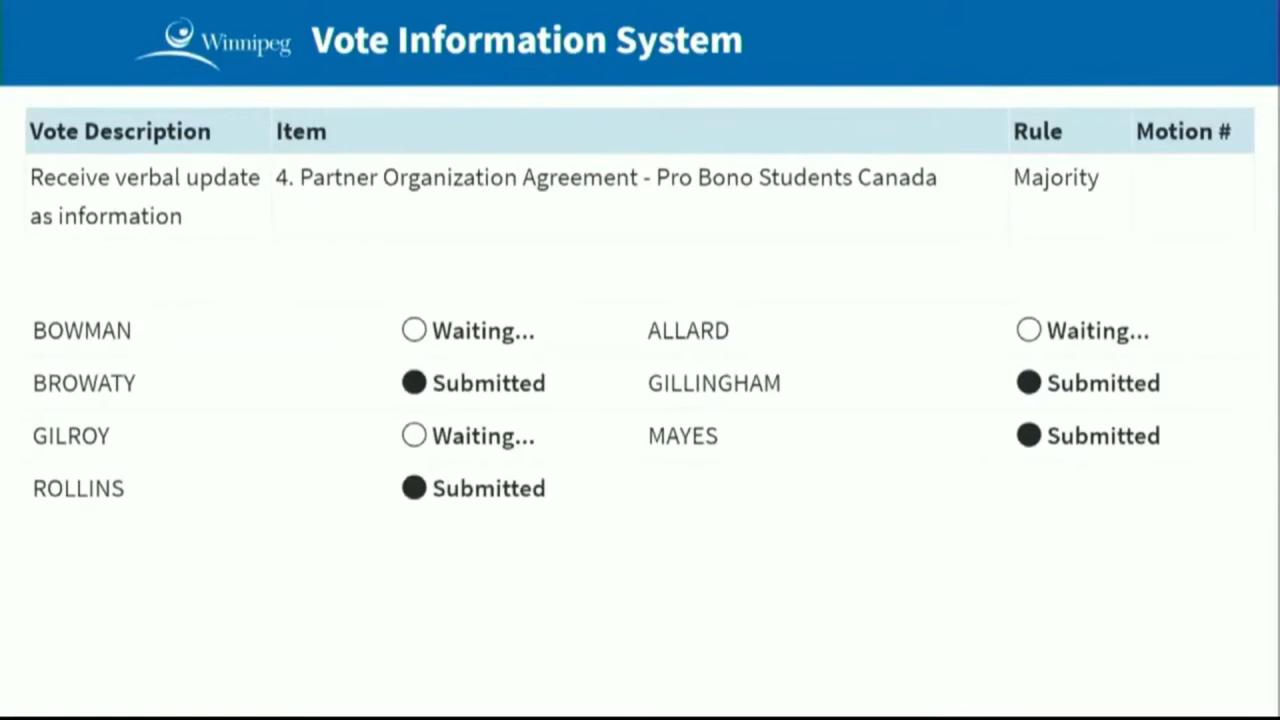 Winnipeg Vote Information System
Vote Description Item Rule Motion #
Receive verbal update 4. Partner Organization Agreement - Pro Bono Students Canada Majority
as information
BOWMAN Waiting... ALLARD Waiting...
BROWATY Submitted GILLINGHAM Submitted
GILROY Waiting... MAYES Submitted
ROLLINS Submitted